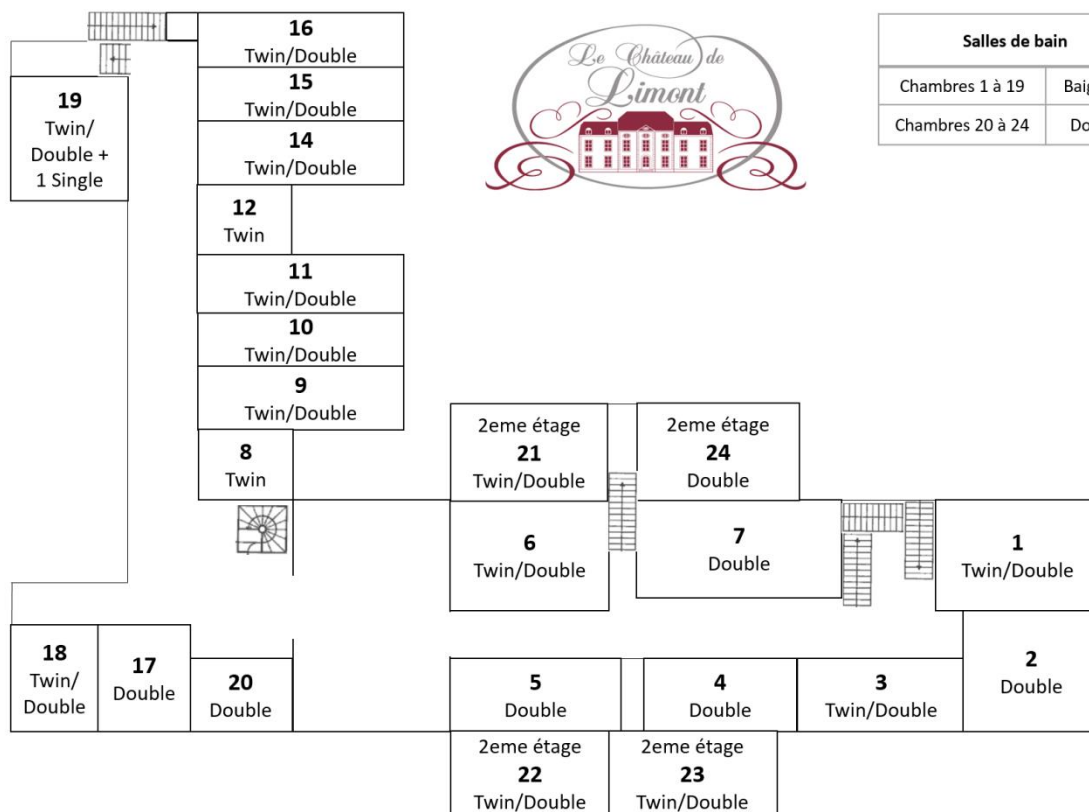 16
Twin/Double
15
Twin/Double
14
Twin/Double
19
Twin/
Double +
1 Single
12
Twin
11
Twin/Double
10
Twin/Double
9
Twin/Double
8
Twin
Le Château de
Limont
Salles de bain
Chambres 1 à 19
Chambres 20 à 24
2eme étage
21
Twin/Double
2eme étage
24
Double
6
Twin/Double
7
Double
1
Twin/Double
18
Twin/
Double
17
Double
20
Double
5
Double
4
Double
3
Twin/Double
2
Double
2eme étage
22
Twin/Double
2eme étage
23
Twin/Double